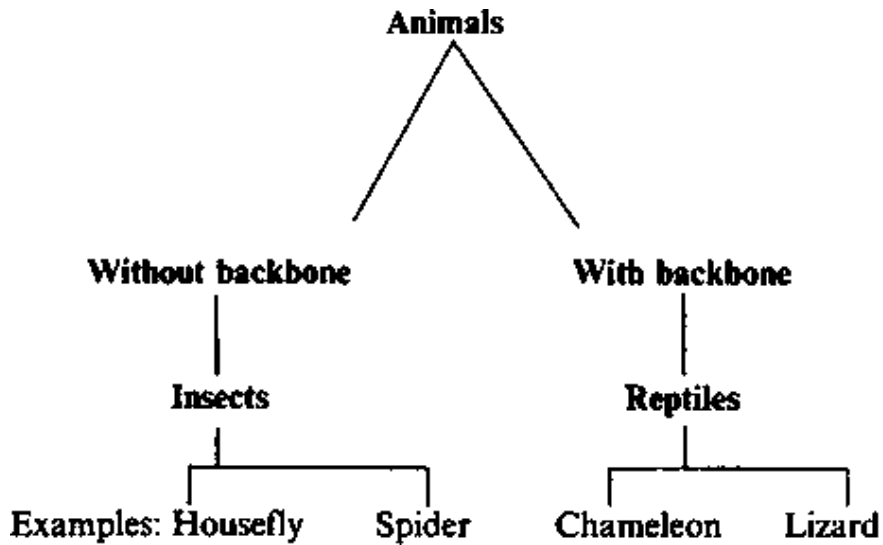 Animals
Without backbone With backbone
Insects Reptiles
Examples: Housefly Spider Chameleon Lizard